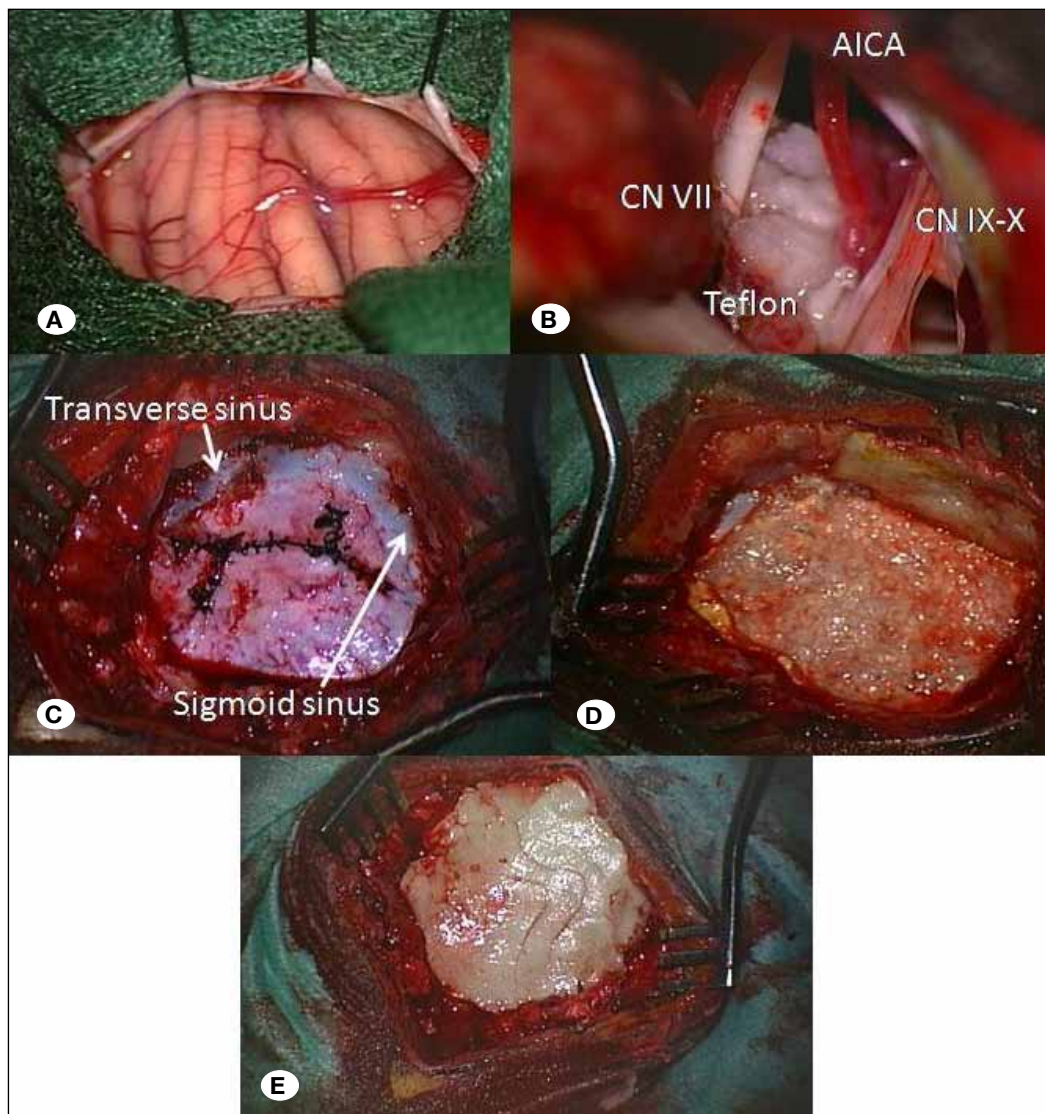 A
AICA
CN VII
CN IX-X
Teflon
B
Transverse sinus
Sigmoid sinus
C
D
E